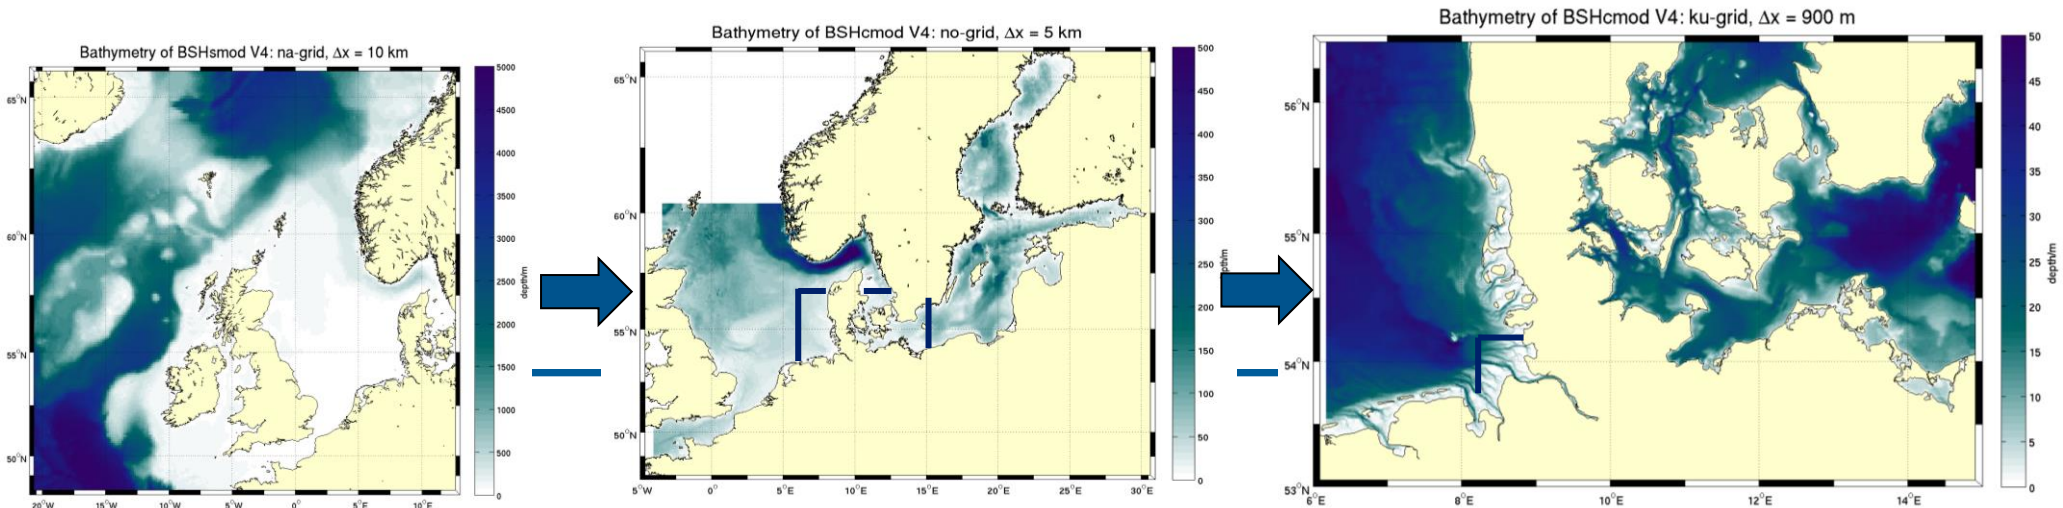 Bathymetry of BSHsmod V4: na-grid, Δx = 10 km
65°N
60°N
55°N
50°N
20°W 15°W 10°W 5°W 0° 5°E 10°E
5000
4500
4000
3500
3000
2500
2000
1500
1000
500
0
depth/m
Bathymetry of BSHcmod V4: no-grid, Δx = 5 km
65°N
60°N
55°N
50°N
5°W 0° 5°E 10°E 15°E 20°E 25°E 30°E
500
450
400
350
300
250
200
150
100
50
0
Bathymetry of BSHcmod V4: ku-grid, Δx = 900 m
56°N
55°N
54°N
53°N
6°E 8°E 10°E 12°E 14°E
50
45
40
35
30
25
20
15
10
5
0
depth/m